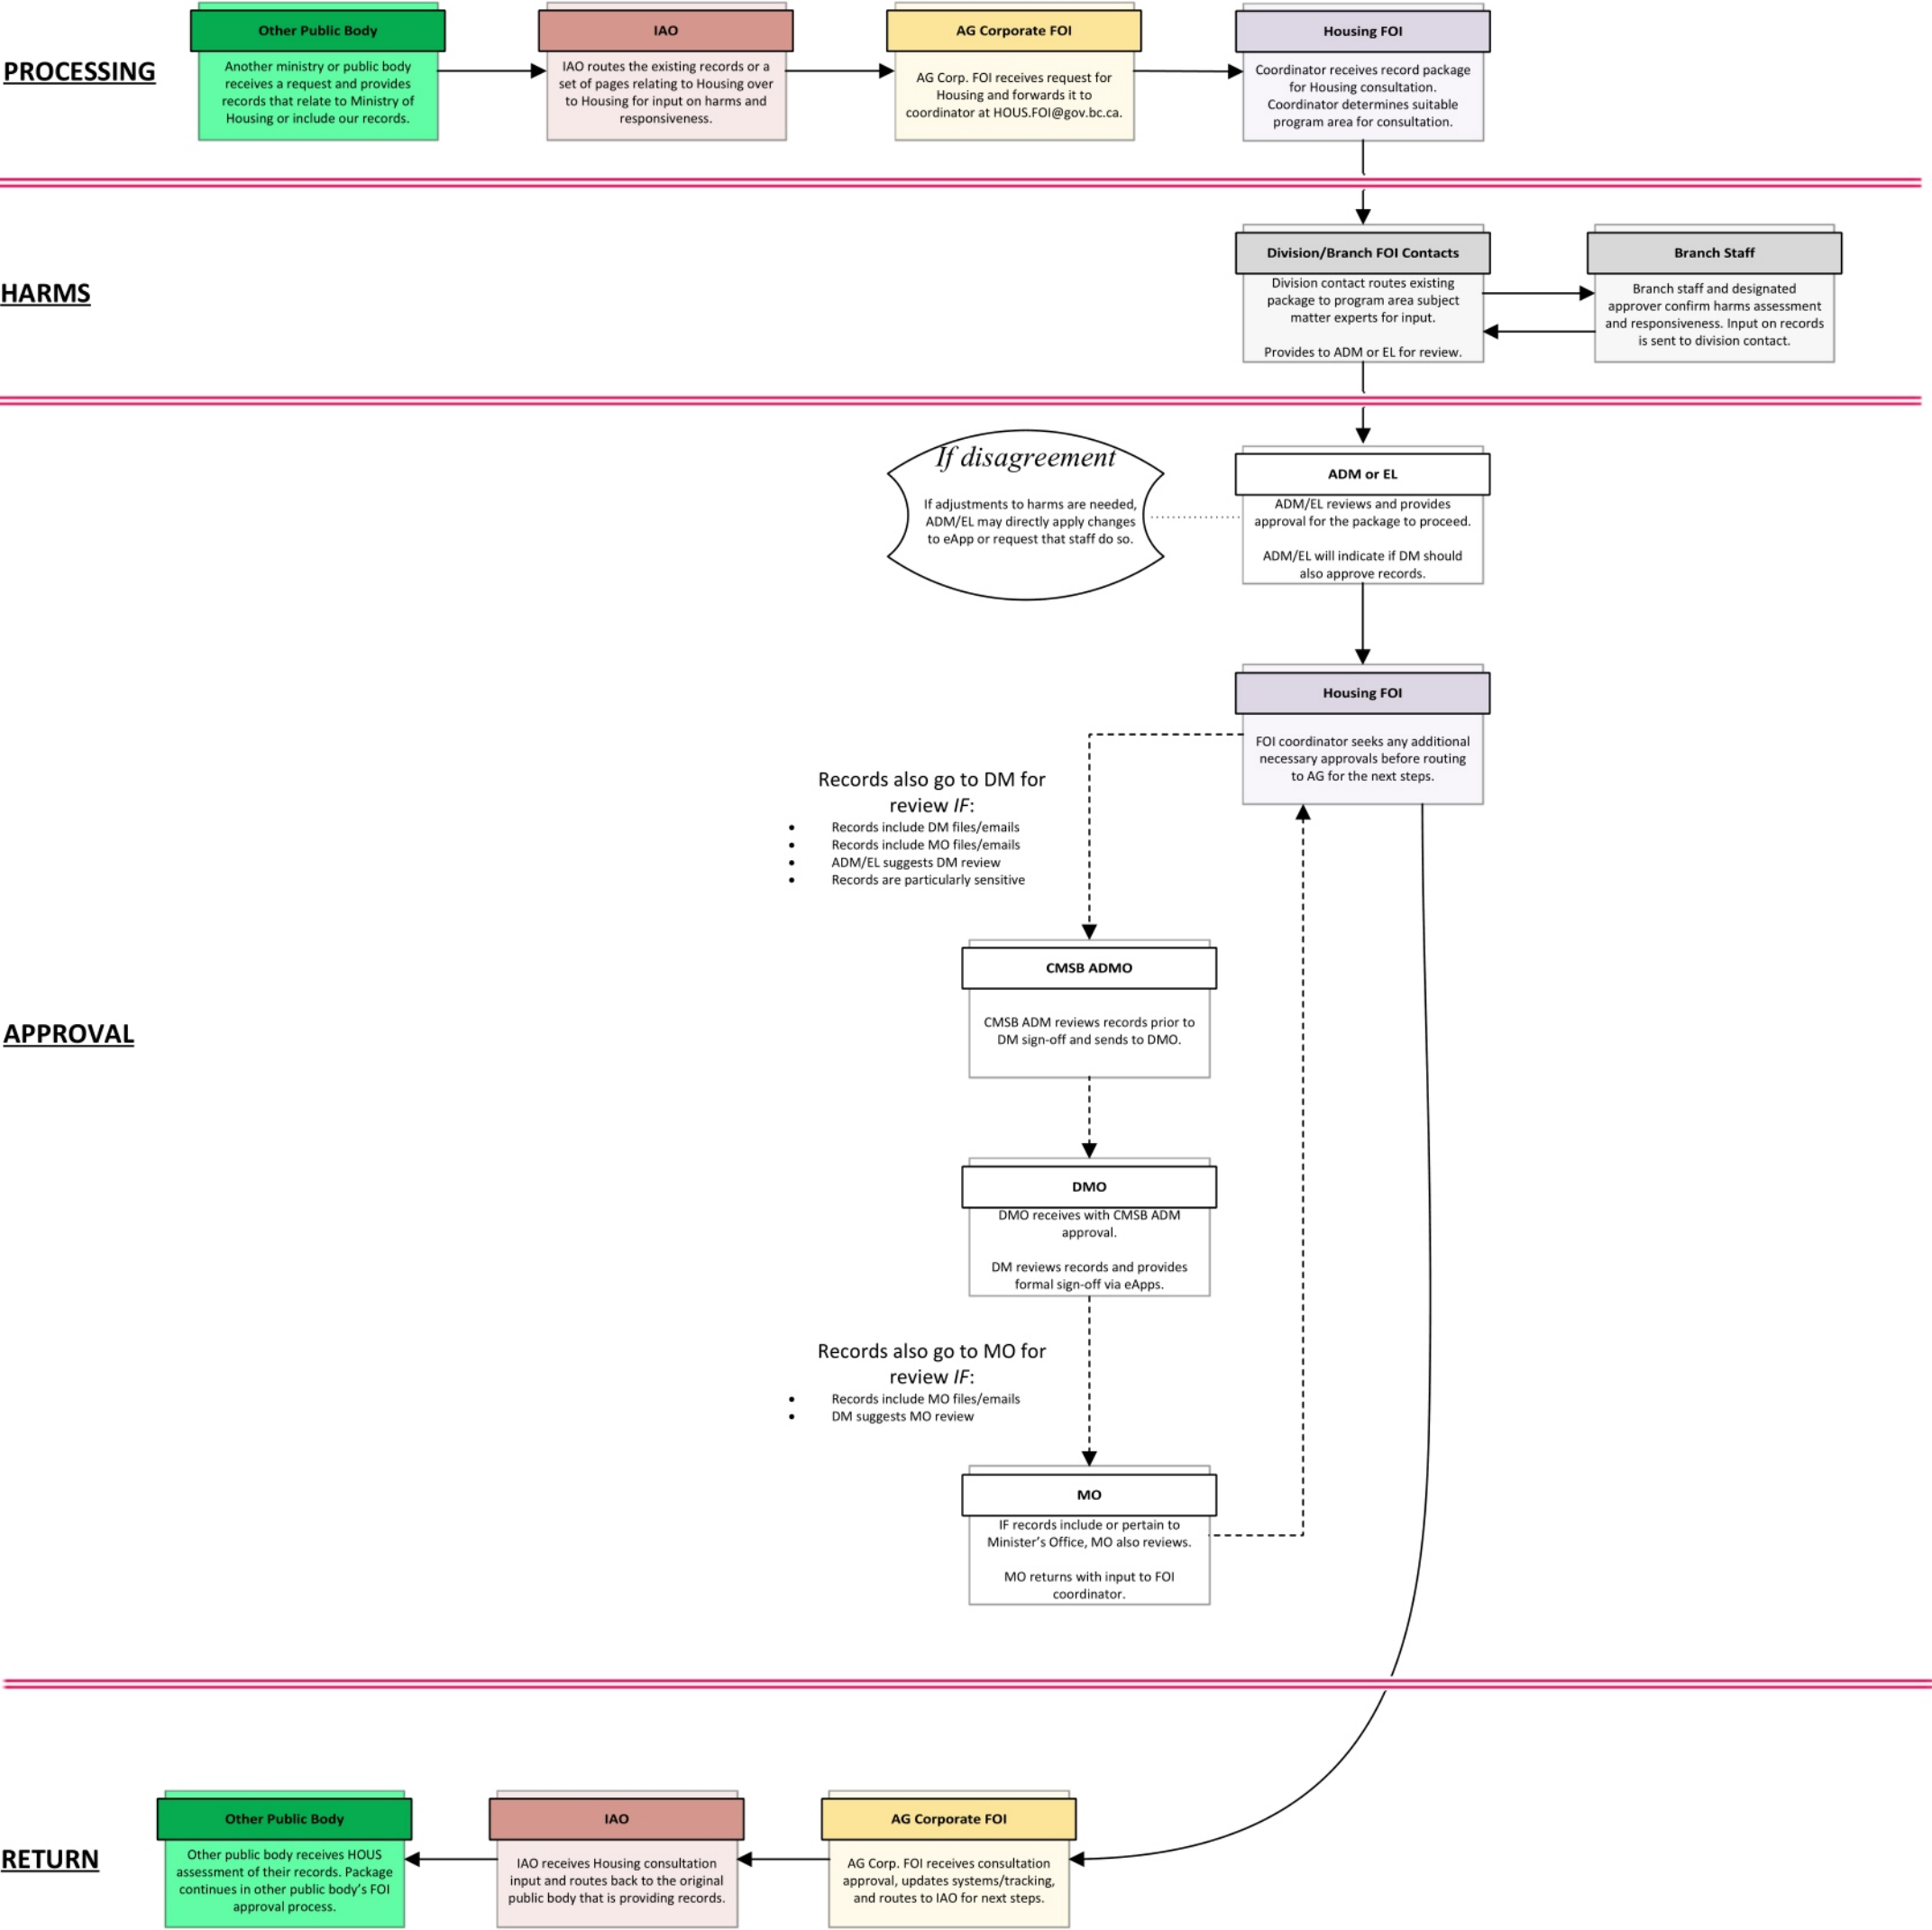 PROCESSING
Other Public Body
Another ministry or public body
receives a request and provides
records that relate to Ministry of
Housing or include our records.
IAO
IAO routes the existing records or a
set of pages relating to Housing over
to Housing for input on harms and
responsiveness.
AG Corporate FOI
AG Corp. FOI receives request for
Housing and forwards it to
coordinator at HOUS.FOI@gov.bc.ca.
Housing FOI
Coordinator receives record package
for Housing consultation.
Coordinator determines suitable
program area for consultation.
HARMS
Division/Branch FOI Contacts
Division contact routes existing
package to program area subject
matter experts for input.
Provides to ADM or EL for review.
Branch Staff
Branch staff and designated
approver confirm harms assessment
and responsiveness. Input on records
is sent to division contact.
APPROVAL
If disagreement
If adjustments to harms are needed,
ADM/EL may directly apply changes
to eApp or request that staff do so.
ADM or EL
ADM/EL reviews and provides
approval for the package to proceed.
ADM/EL will indicate if DM should
also approve records.
Housing FOI
FOI coordinator seeks any additional
necessary approvals before routing
to AG for the next steps.
Records also go to DM for
review IF:
• Records include DM files/emails
• Records include MO files/emails
• ADM/EL suggests DM review
• Records are particularly sensitive
CMSB ADMO
CMSB ADM reviews records prior to
DM sign-off and sends to DMO.
DMO
DMO receives with CMSB ADM
approval.
DM reviews records and provides
formal sign-off via eApps.
Records also go to MO for
review IF:
• Records include MO files/emails
• DM suggests MO review
MO
IF records include or pertain to
Minister’s Office, MO also reviews.
MO returns with input to FOI
coordinator.
RETURN
Other Public Body
Other public body receives HOUS
assessment of their records. Package
continues in other public body’s FOI
approval process.
IAO
IAO receives Housing consultation
input and routes back to the original
public body that is providing records.
AG Corporate FOI
AG Corp. FOI receives consultation
approval, updates systems/tracking,
and routes to IAO for next steps.